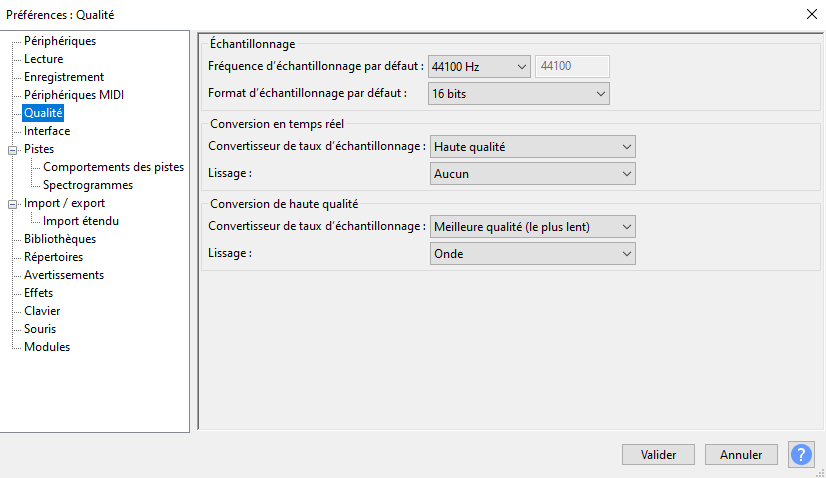 Préférences : Qualité
Périphériques
Lecture
Enregistrement
Périphériques MIDI
Qualité
Interface
Pistes
Comportements des pistes
Spectrogrammes
Import / export
Import étendu
Bibliothèques
Répertoires
Avertissements
Effets
Clavier
Souris
Modules
Échantillonnage
Fréquence d'échantillonnage par défaut : 44100 Hz 44100
Format d'échantillonnage par défaut : 16 bits
Conversion en temps réel
Convertisseur de taux d'échantillonnage : Haute qualité
Lissage : Aucun
Conversion de haute qualité
Convertisseur de taux d'échantillonnage : Meilleure qualité (le plus lent)
Lissage : Onde
Valider Annuler ?